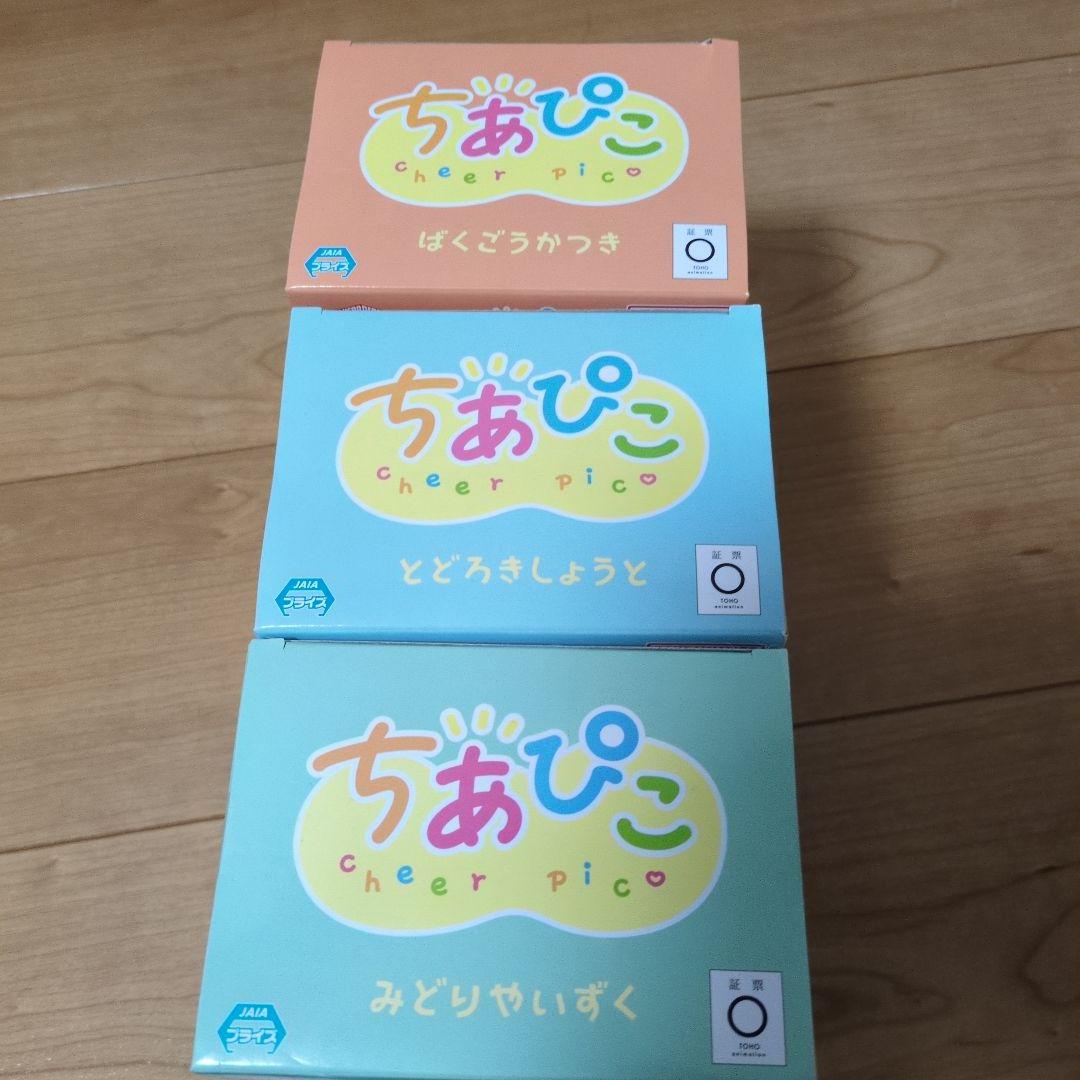 ちあぴこ
cheer pico
ばくごうかつき
JAIA
プライズ
証票
TOHO
animation
ちあぴこ
cheer pico
とどろきしょうと
JAIA
プライズ
証票
TOHO
animation
ちあぴこ
cheer pico
みどりやいずく
JAIA
プライズ
証票
TOHO
animation